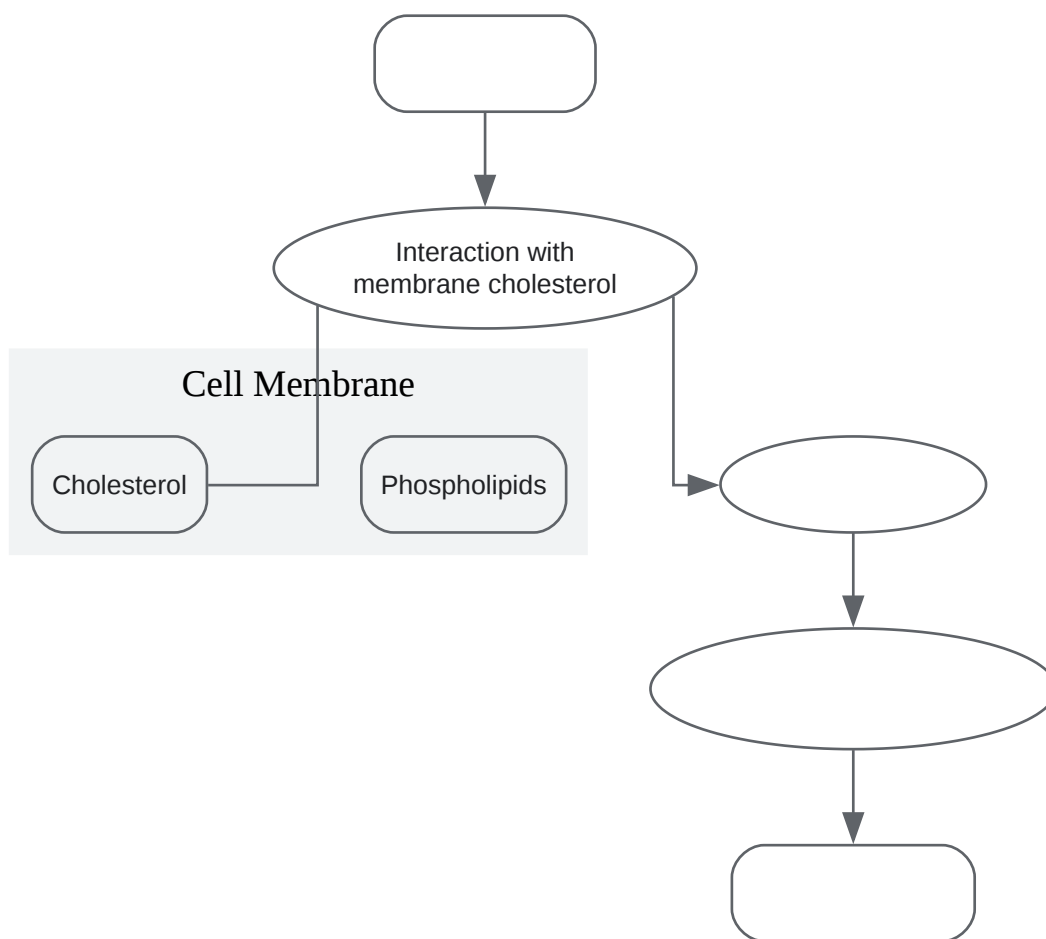 Interaction with
membrane cholesterol
Cell Membrane
Cholesterol
Phospholipids